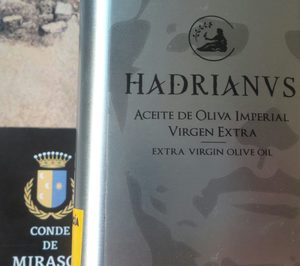 HADRIANVS
ACEITE DE OLIVA IMPERIAL
VIRGEN EXTRA
EXTRA VIRGIN OLIVE OIL
CONDE
DE